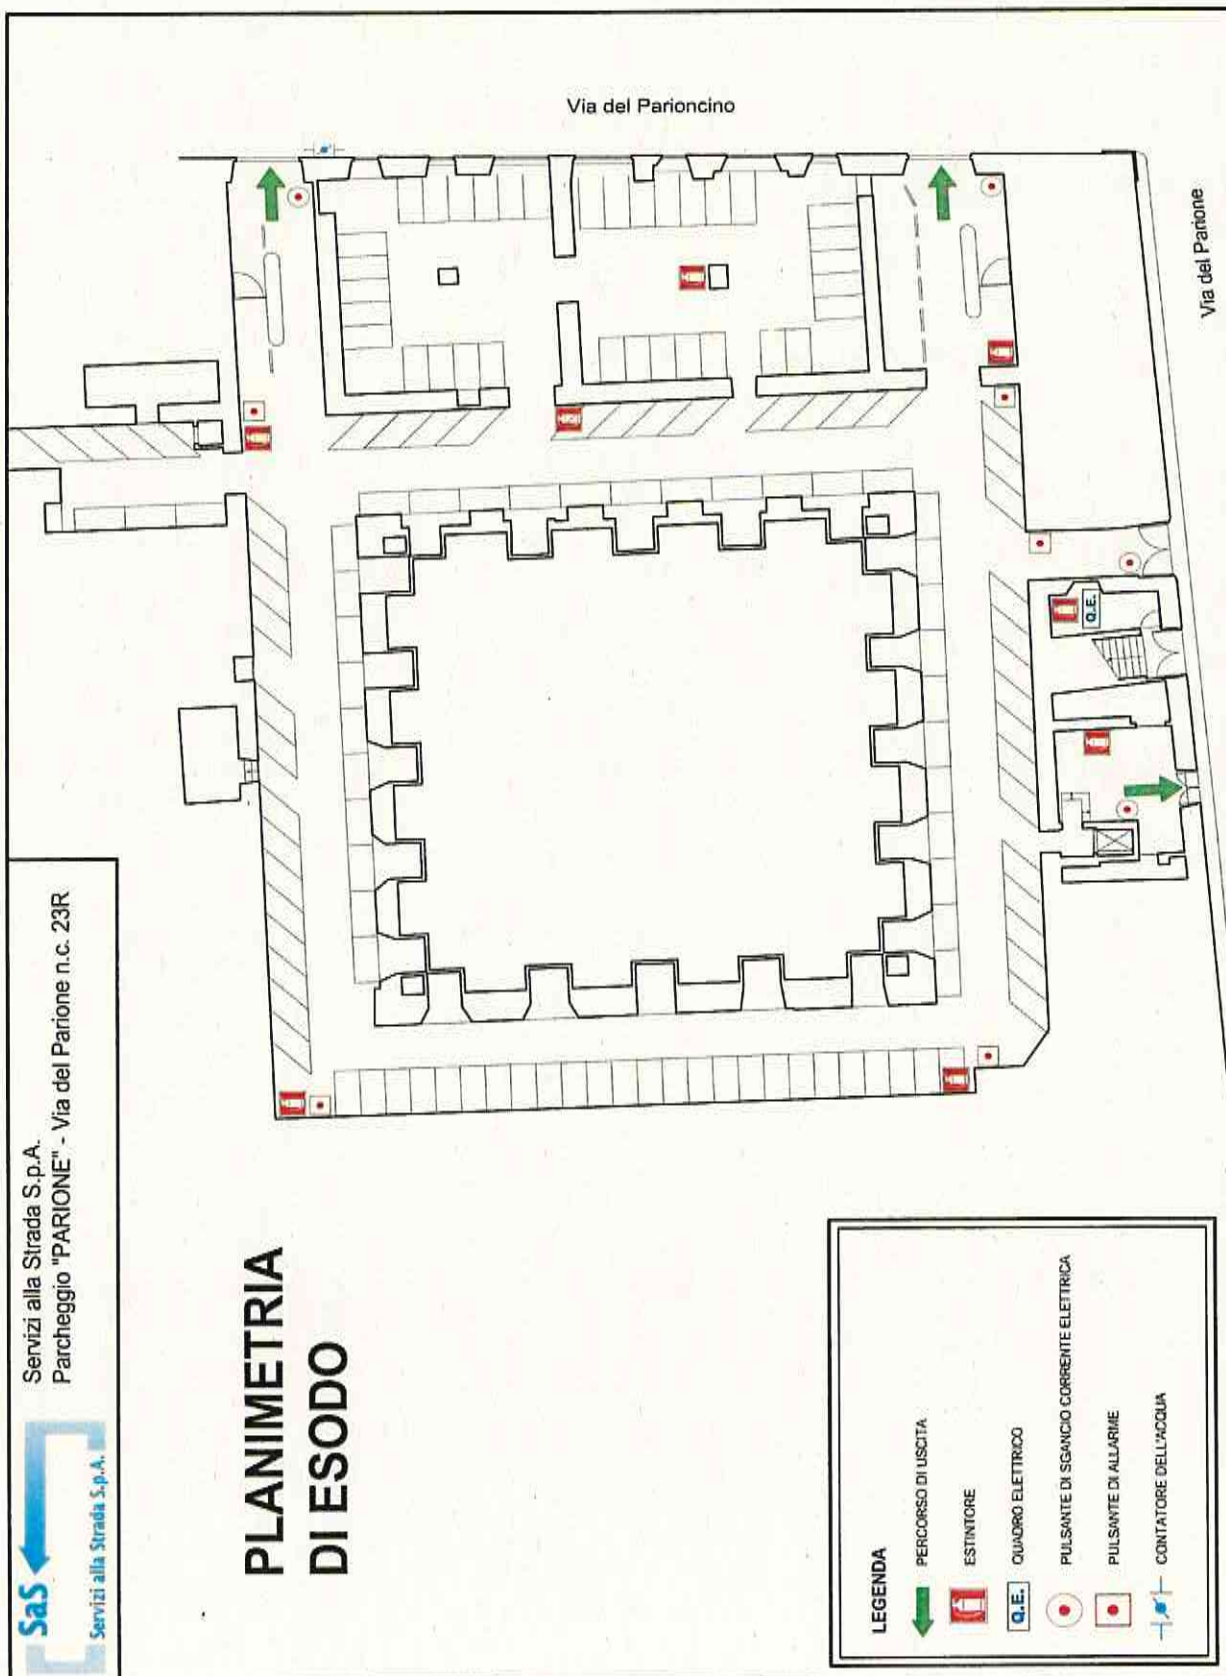 SaS
Servizi alla Strada S.p.A.
Servizi alla Strada S.p.A.
Parcheggio "PARIONE" - Via del Parione n.c. 23R
PLANIMETRIA
DI ESODO
Via del Parioncino
Via del Parione
Q.E.
LEGENDA
PERCORSO DI USCITA
ESTINTORE
Q.E. QUADRO ELETTRICO
PULSANTE DI SGANCIO CORRENTE ELETTRICA
PULSANTE DI ALLARME
CONTATORE DELL'ACQUA